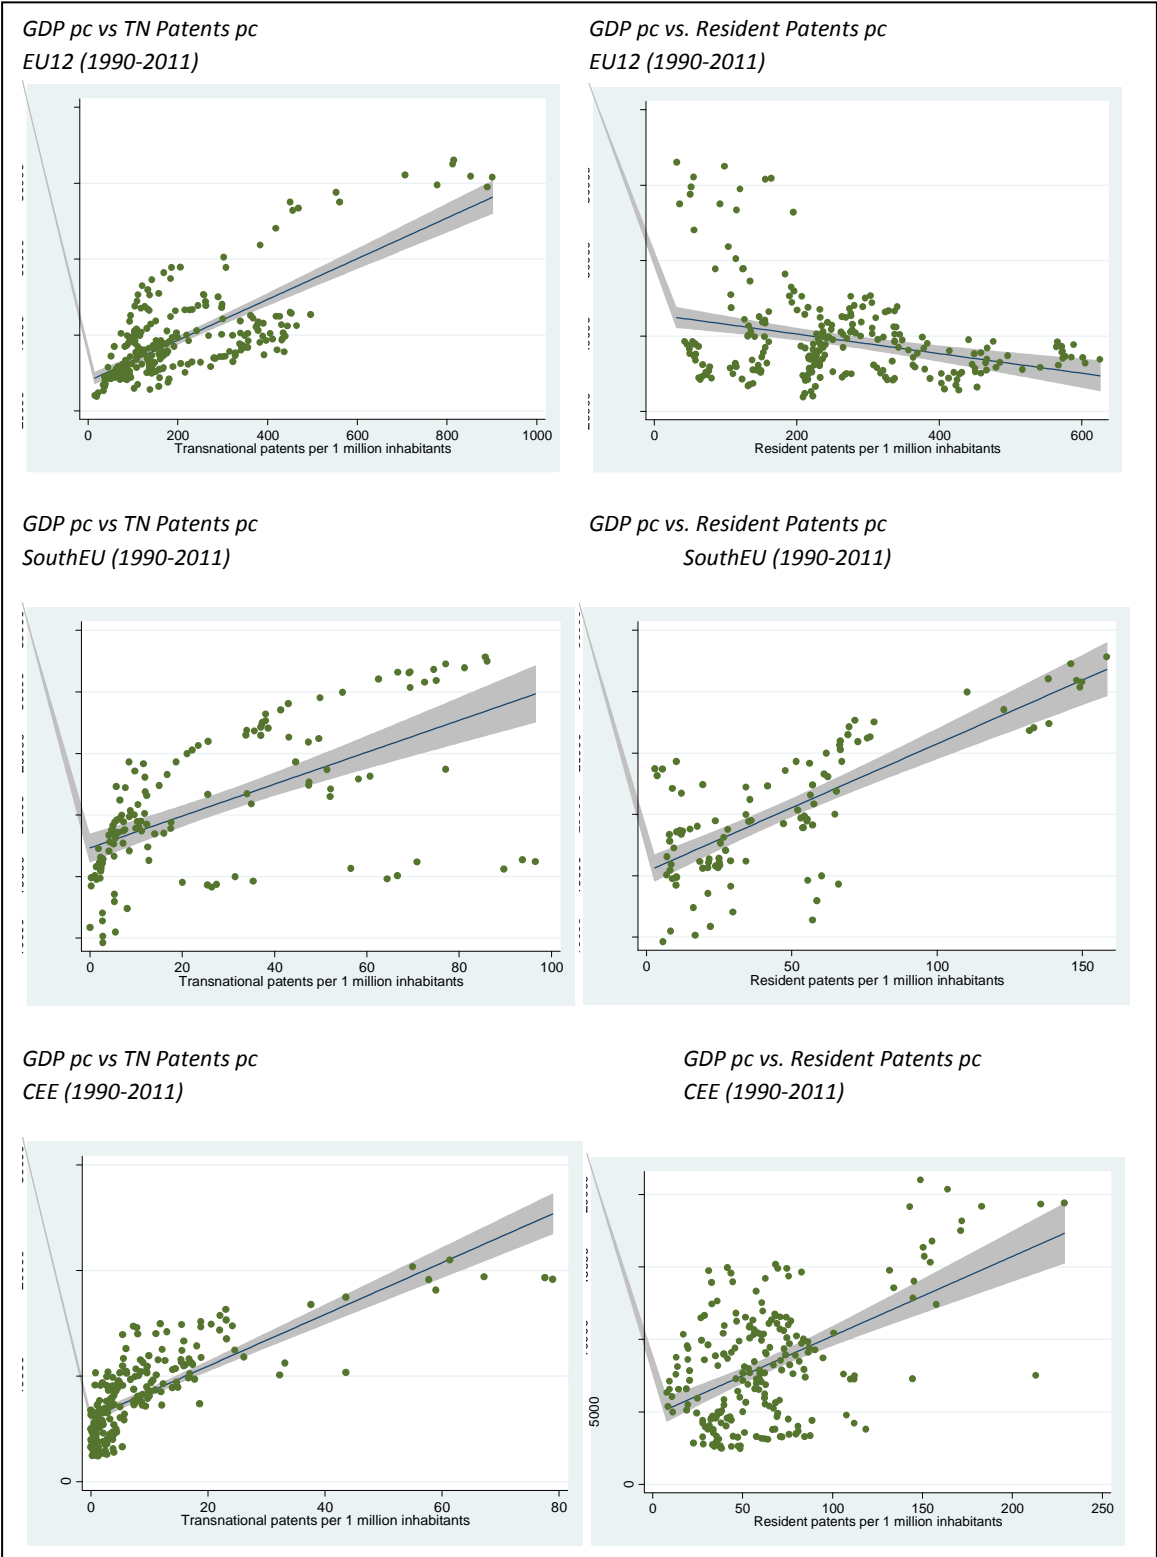 GDP pc vs TN Patents pc
EU12 (1990-2011)
0 200 400 600 800 1000
Transnational patents per 1 million inhabitants
GDP pc vs. Resident Patents pc
EU12 (1990-2011)
0 200 400 600
Resident patents per 1 million inhabitants
GDP pc vs TN Patents pc
SouthEU (1990-2011)
0 20 40 60 80 100
Transnational patents per 1 million inhabitants
GDP pc vs. Resident Patents pc
SouthEU (1990-2011)
0 50 100 150
Resident patents per 1 million inhabitants
GDP pc vs TN Patents pc
CEE (1990-2011)
0
0 20 40 60 80
Transnational patents per 1 million inhabitants
GDP pc vs. Resident Patents pc
CEE (1990-2011)
5000
0
0 50 100 150 200 250
Resident patents per 1 million inhabitants